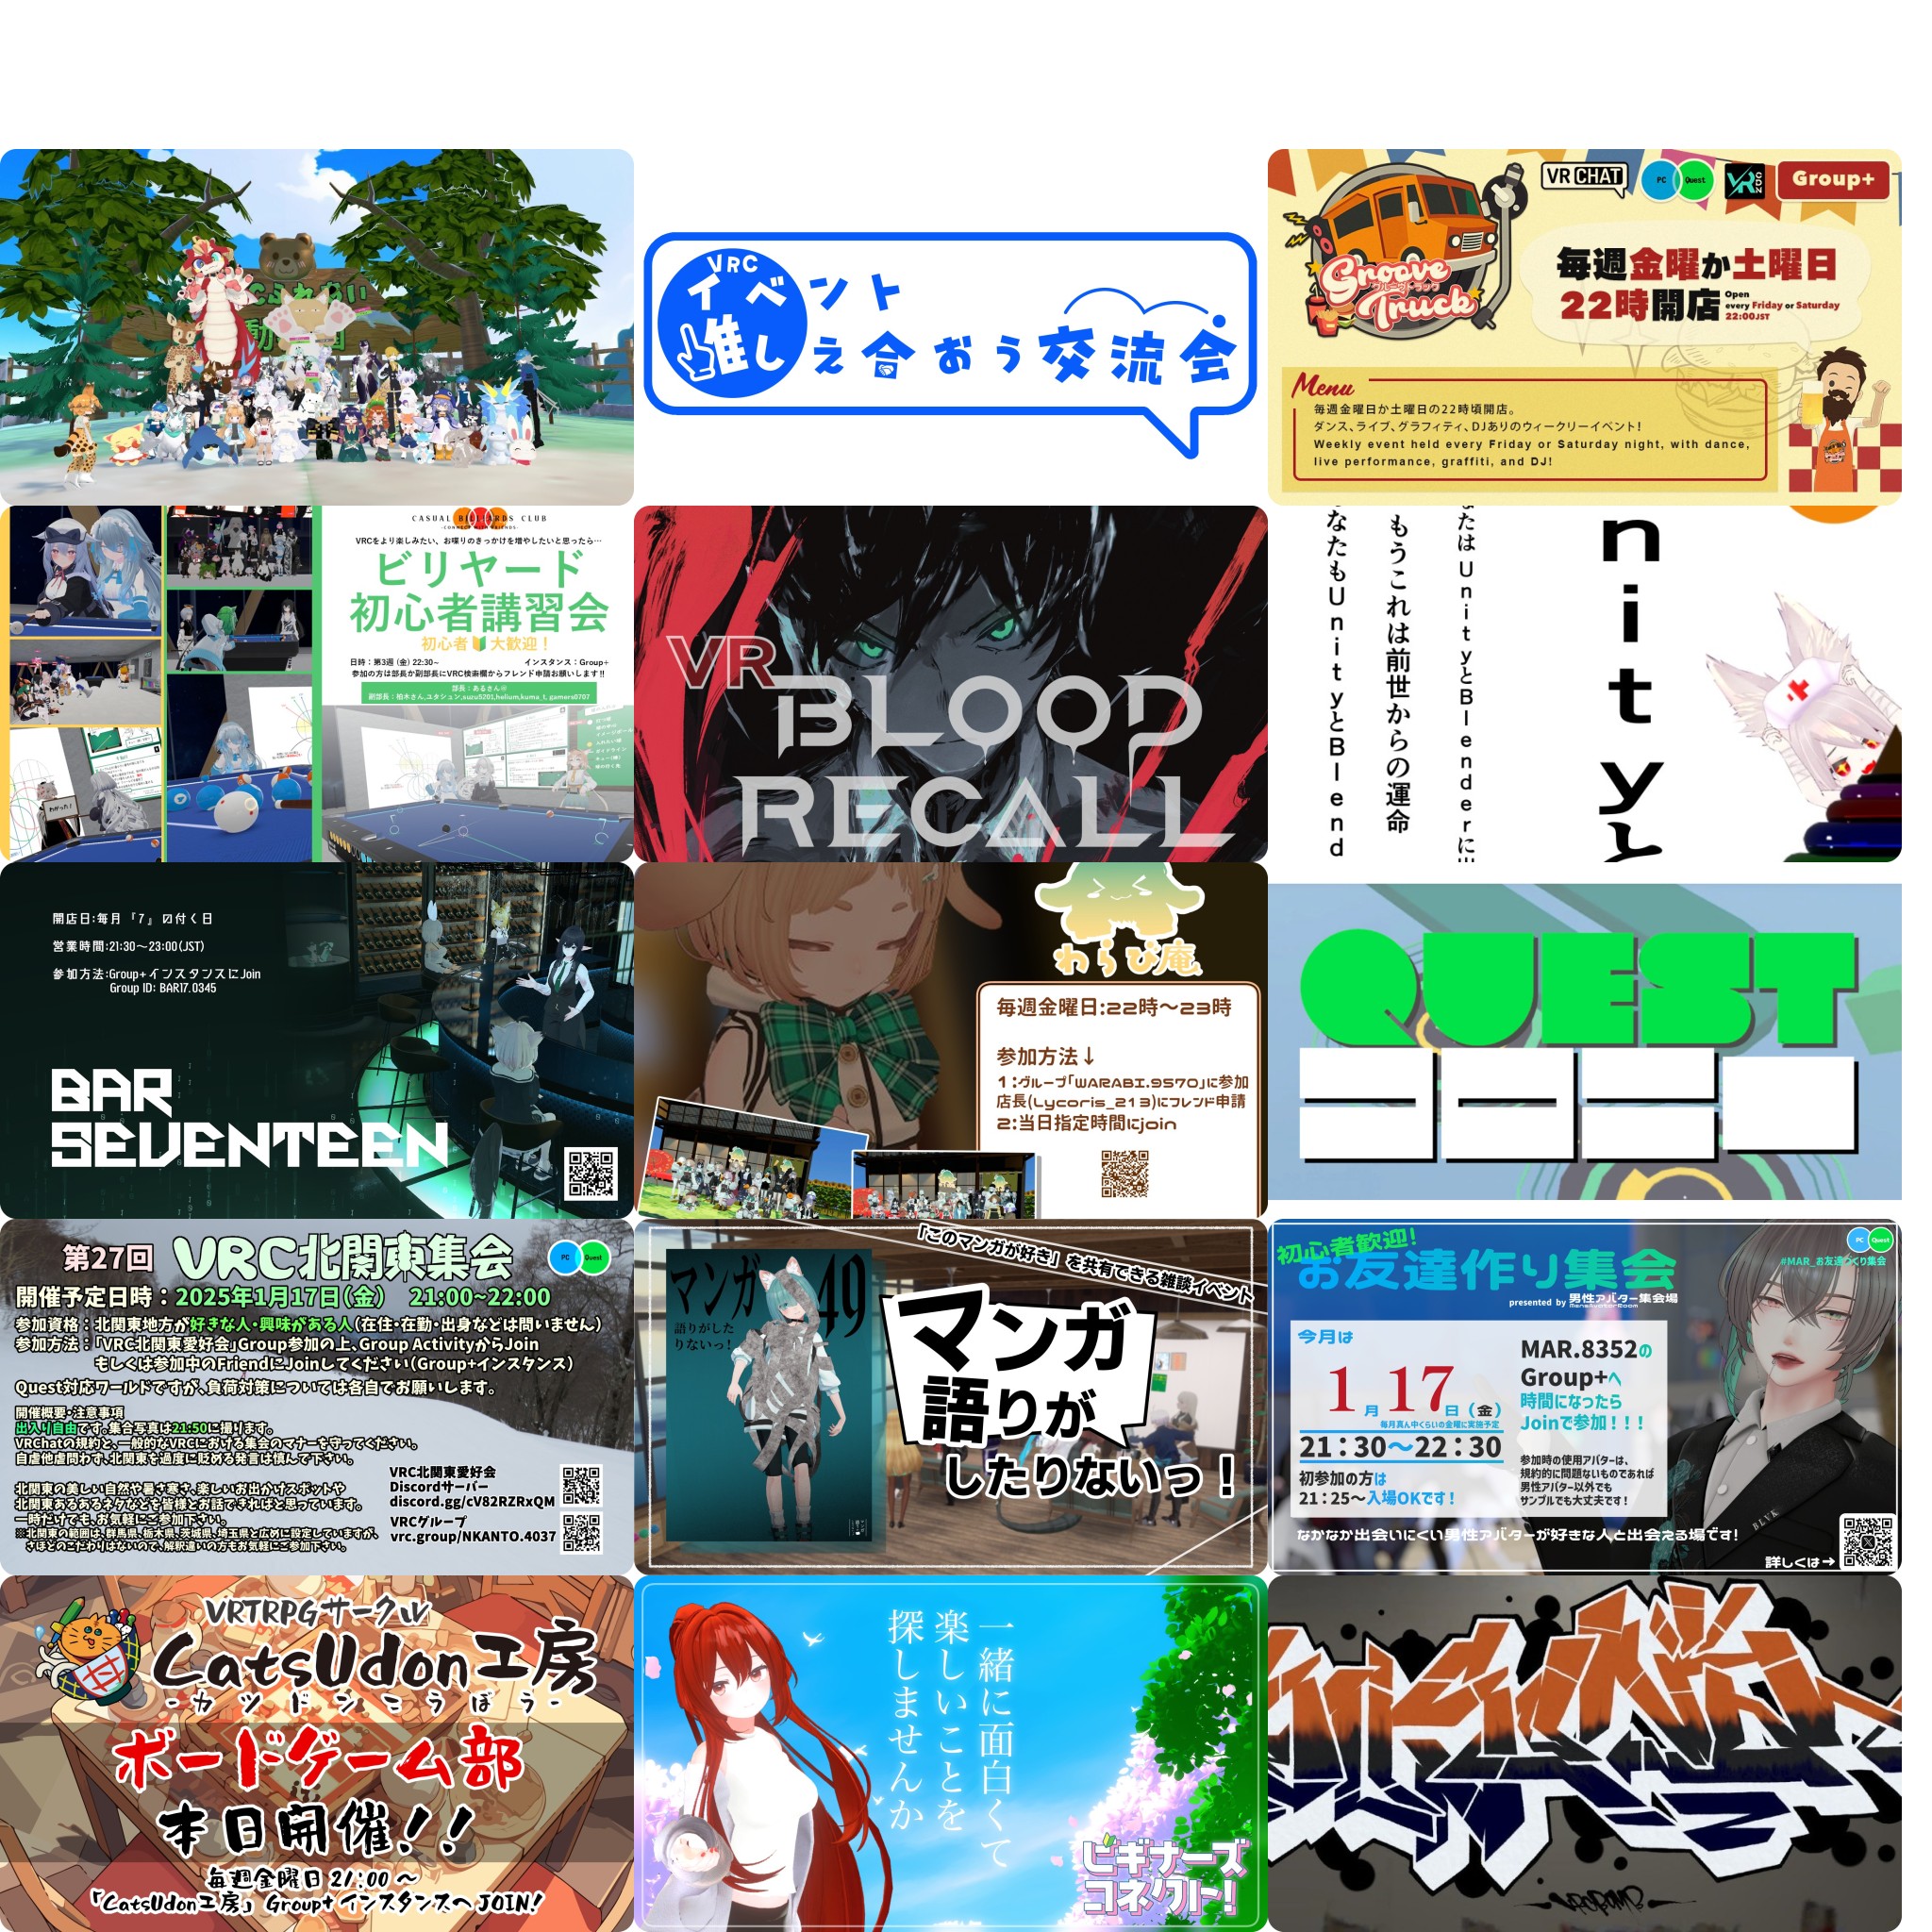 VRC
イベント
推しえ合おう交流会
Groove
グルーヴトラック
Truck
VRCHAT
PC
Quest
VR
ZOO
Group+
毎週金曜か土曜日
22時開店
Open
every Friday or Saturday
22:00JST
Menu
毎週金曜日か土曜日の22時頃開店。
ダンス、ライブ、グラフィティ、DJありのウィークリーイベント!
Weekly event held every Friday or Saturday night, with dance,
live performance, graffiti, and DJ!
CASUAL BILLIARDS CLUB
-CONNECT WITH FRIENDS-
VRCをより楽しみたい、お喋りのきっかけを増やしたいと思ったら…
ビリヤード
初心者講習会
初心者🔰大歓迎!
日時:第3週 (金) 22:30~
インスタンス:Group+
参加の方は部長か副部長にVRC検索欄からフレンド申請お願いします!!
わかった!
VR
BLOOD
RECALL
nityと
たはUnityとBlenderに出
もうこれは前世からの運命
なたもUnityとBlend
開店日:毎月『7』の付く日
営業時間:21:30~23:00(JST)
参加方法:Group+インスタンスにJoin
Group ID: BAR17.0345
BAR
SEVENTEEN
わらび庵
毎週金曜日:22時~23時
参加方法↓
1:グループ「WARABI.9570」に参加
店長(Lycoris_213)にフレンド申請
2:当日指定時間にjoin
QUEST
第27回
VRC北関東集会
PC
Quest
開催予定日時:2025年1月17日(金) 21:00~22:00
参加資格:北関東地方が好きな人・興味がある人(在住・在勤・出身などは問いません)
参加方法:「VRC北関東愛好会」Group参加の上、Group ActivityからJoin
もしくは参加中のFriendにJoinしてください(Group+インスタンス)
Quest対応ワールドですが、負荷対策については各自でお願いします。
開催概要・注意事項
出入り自由です。集合写真は21:50に撮ります。
VRChatの規約と、一般的なVRCにおける集会のマナーを守ってください。
自虐他虐問わず、北関東を過度に貶める発言は慎んで下さい。
北関東の美しい自然や暑さ寒さ、楽しいお出かけスポットや
北関東あるあるネタなどを皆様とお話できればと思っています。
一時だけでも、お気軽にご参加下さい。
※北関東の範囲は、群馬県、栃木県、茨城県、埼玉県と広めに設定していますが、
さほどのこだわりはないので、解釈違いの方もお気軽にご参加下さい。
VRC北関東愛好会
Discordサーバー
discord.gg/cV82RZRxQM
VRCグループ
vrc.group/NKANTO.4037
「このマンガが好き」を共有できる雑談イベント
マンガ
49
語りがした
りないっ!
マンガ
語りが
したりないっ!
初心者歓迎!
お友達作り集会
PC
Quest
#MAR_お友達づくり集会
presented by 男性アバター集会場
MensAvatarRoom
今月は
1月17日(金)
毎月真ん中くらいの金曜に実施予定
21:30~22:30
初参加の方は
21:25~入場OKです!
MAR.8352の
Group+へ
時間になったら
Joinで参加!!!
参加時の使用アバターは、
規約的に問題ないものであれば
男性アバター以外でも
サンプルでも大丈夫です!
なかなか出会いにくい男性アバターが好きな人と出会える場です!
BLVK
詳しくは→
VRTRPGサークル
CatsUdon工房
-カツドンこうぼう-
ボードゲーム部
本日開催!!
毎週金曜日 21:00 ~
「CatsUdon工房」 Group+ インスタンスへ JOIN!
一緒に面白くて
楽しいことを
探しませんか
ビギナーズ
コネクト!